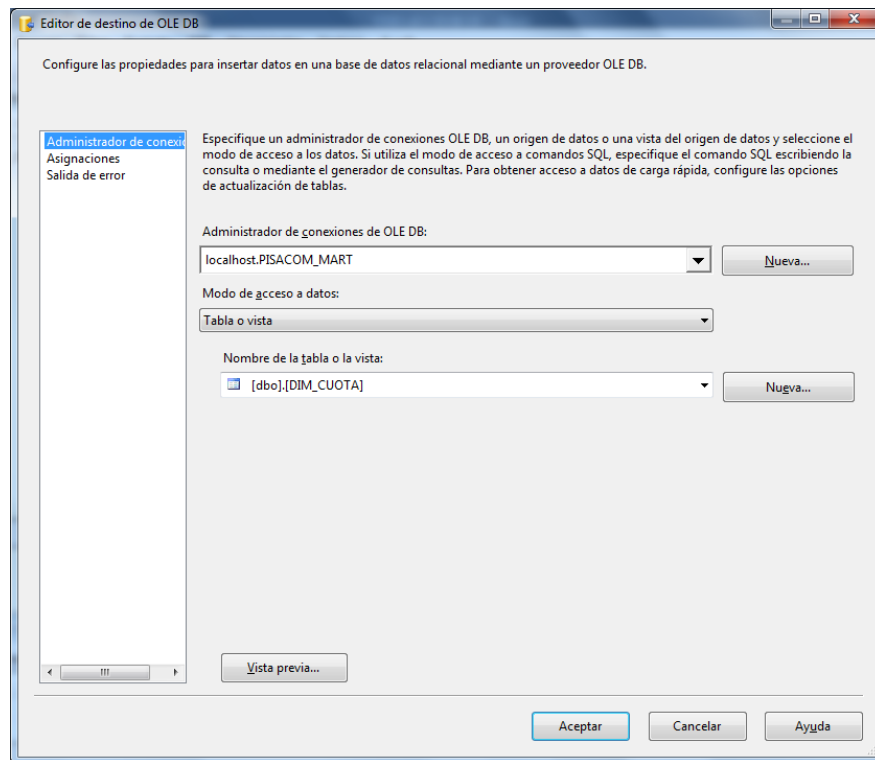 Editor de destino de OLE DB
Configure las propiedades para insertar datos en una base de datos relacional mediante un proveedor OLE DB.
Administrador de conexi
Asignaciones
Salida de error
Especifique un administrador de conexiones OLE DB, un origen de datos o una vista del origen de datos y seleccione el
modo de acceso a los datos. Si utiliza el modo de acceso a comandos SQL, especifique el comando SQL escribiendo la
consulta o mediante el generador de consultas. Para obtener acceso a datos de carga rápida, configure las opciones
de actualización de tablas.
Administrador de conexiones de OLE DB:
localhost.PISACOM_MART
Nueva...
Modo de acceso a datos:
Tabla o vista
Nombre de la tabla o la vista:
[dbo].[DIM_CUOTA]
Nueva...
Vista previa...
Aceptar
Cancelar
Ayuda